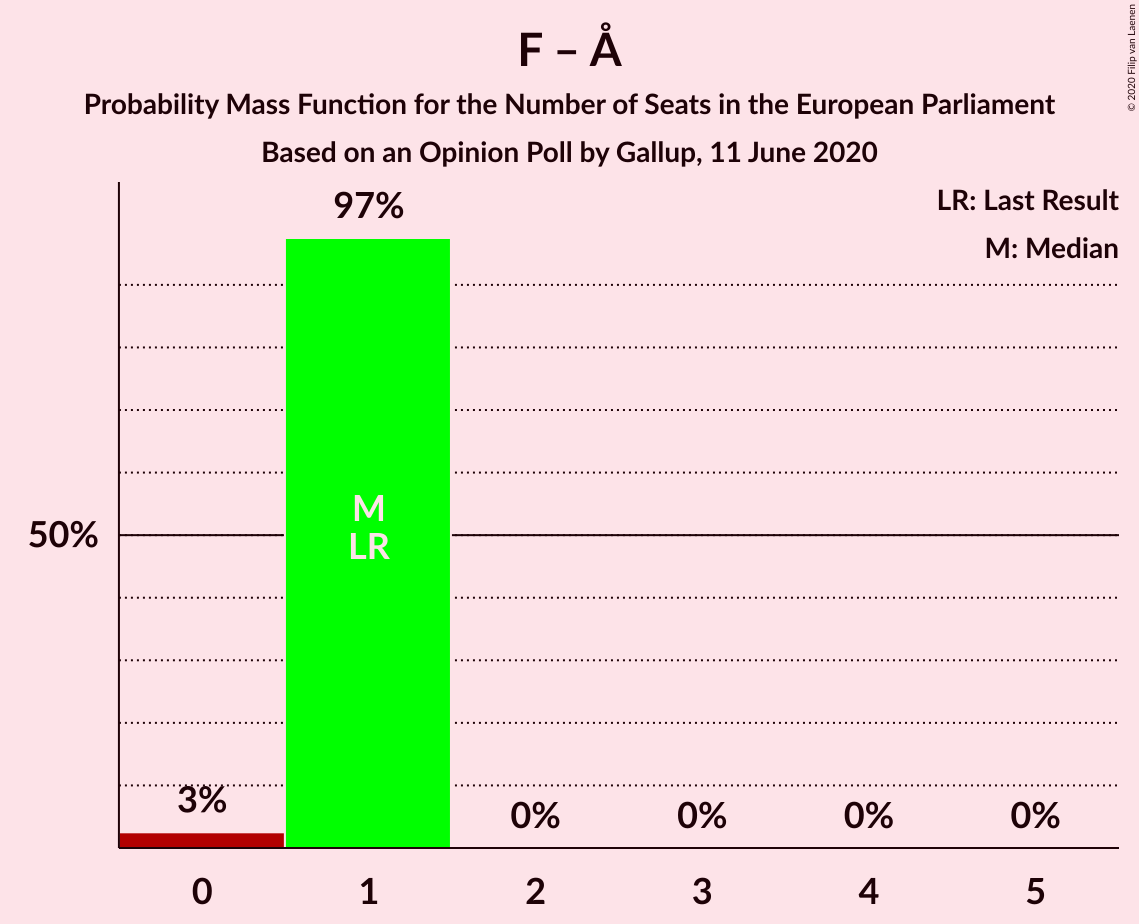 F – Å
Probability Mass Function for the Number of Seats in the European Parliament
Based on an Opinion Poll by Gallup, 11 June 2020
© 2020 Filip van Laenen
LR: Last Result
M: Median
97%
50%
M
LR
3%
0%
0%
0%
0%
0
1
2
3
4
5